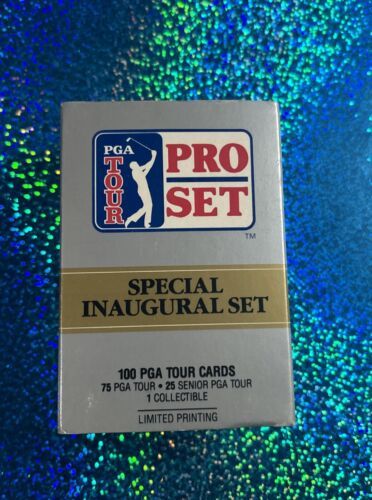 PGA
TOUR
PRO
SET
TM
SPECIAL
INAUGURAL SET
100 PGA TOUR CARDS
75 PGA TOUR • 25 SENIOR PGA TOUR
1 COLLECTIBLE
LIMITED PRINTING